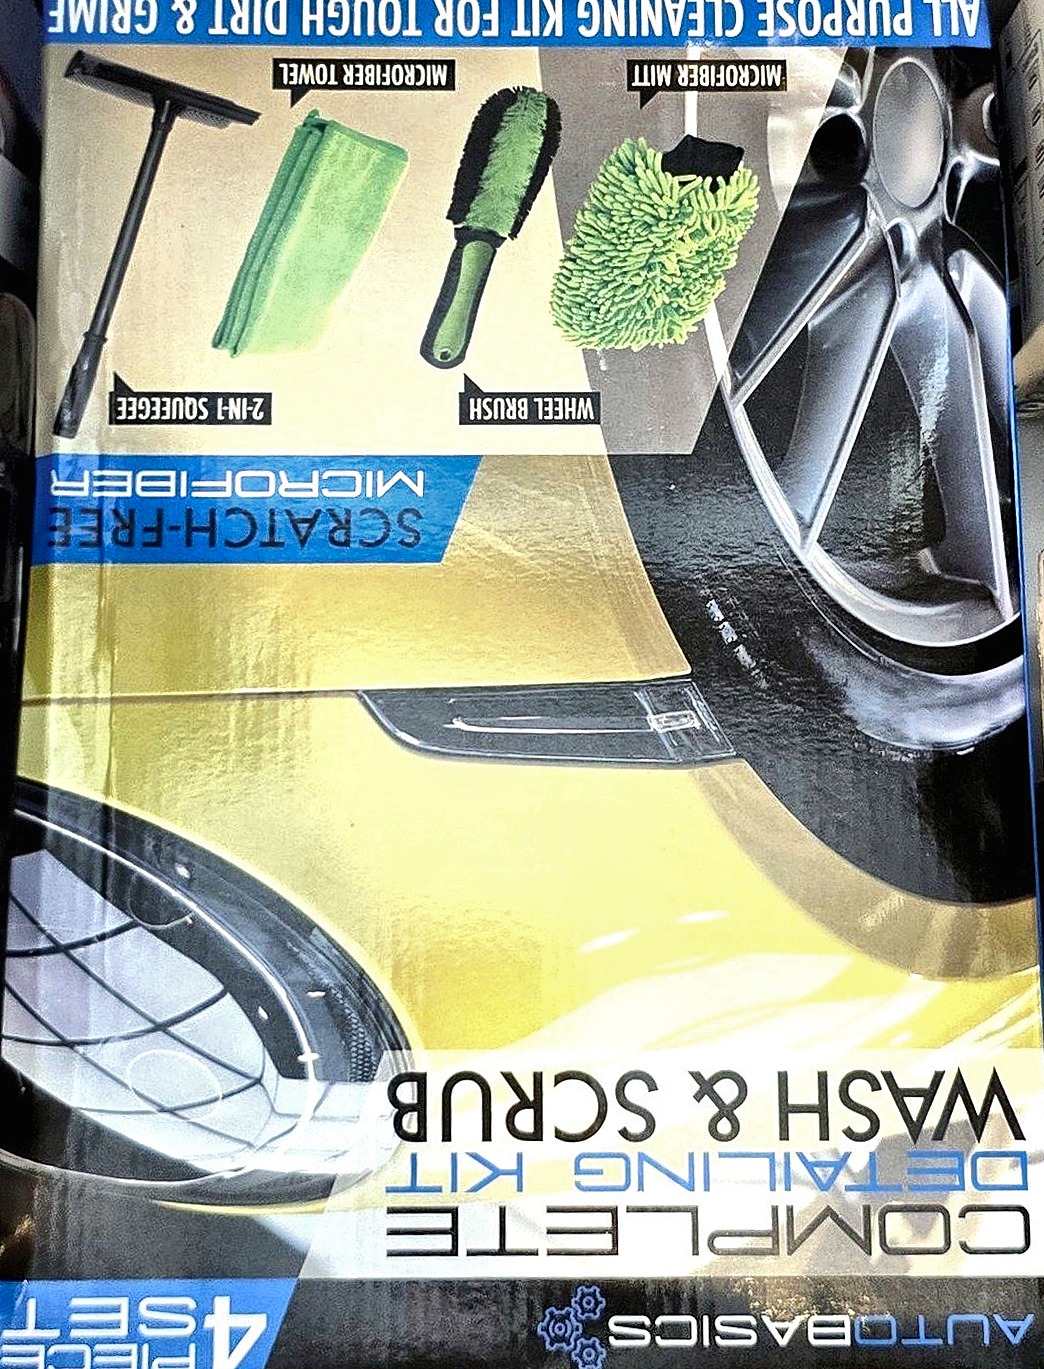 AUTOBASICS
4 PIECE SET
COMPLETE
DETAILING KIT
WASH & SCRUB
SCRATCH-FREE
MICROFIBER
WHEEL BRUSH
2-IN-1 SQUEEGEE
MICROFIBER MITT
MICROFIBER TOWEL
ALL PURPOSE CLEANING KIT FOR TOUGH DIRT & GRIME